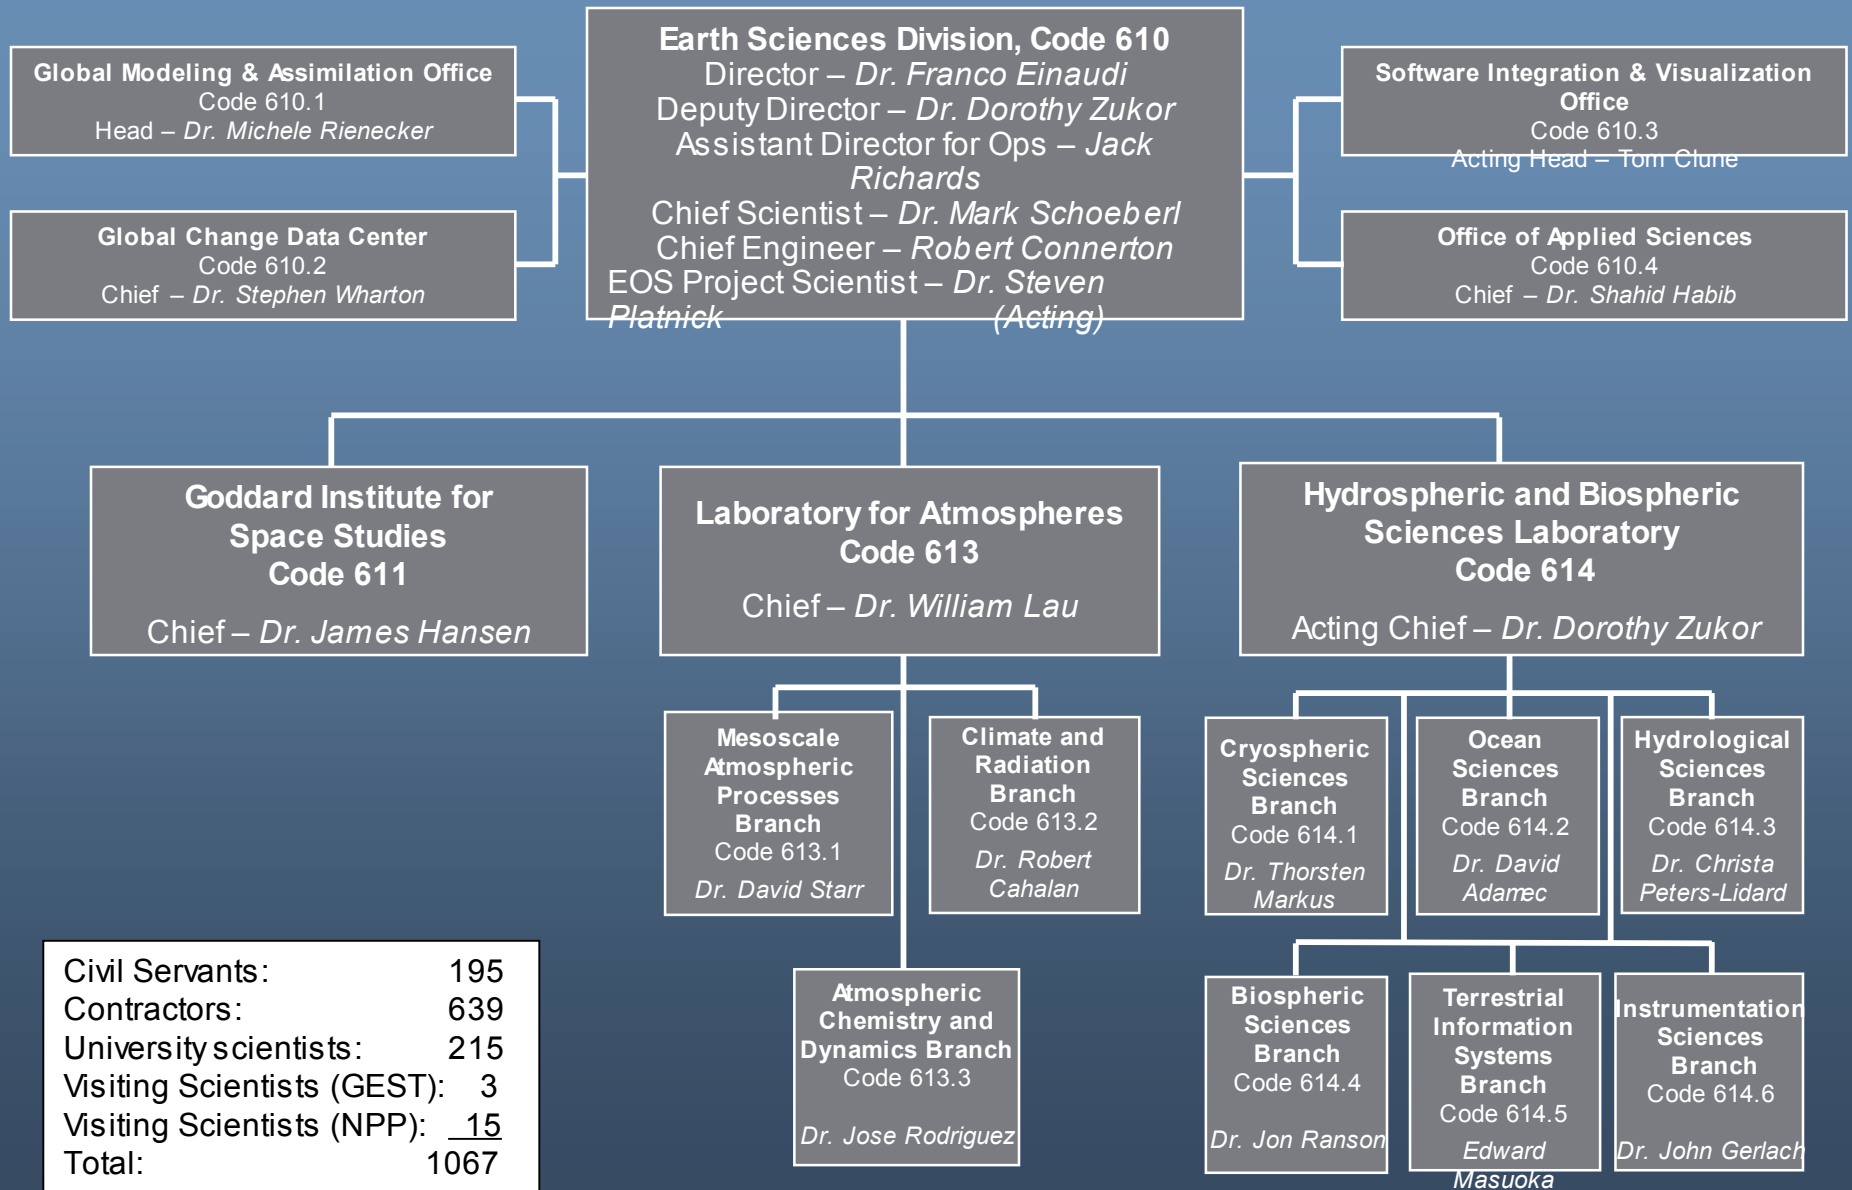 Earth Sciences Division, Code 610
Director – Dr. Franco Einaudi
Deputy Director – Dr. Dorothy Zukor
Assistant Director for Ops – Jack
Richards
Chief Scientist – Dr. Mark Schoeberl
Chief Engineer – Robert Connerton
EOS Project Scientist – Dr. Steven
Platnick (Acting)
Global Modeling & Assimilation Office
Code 610.1
Head – Dr. Michele Rienecker
Global Change Data Center
Code 610.2
Chief – Dr. Stephen Wharton
Software Integration & Visualization
Office
Code 610.3
Acting Head – Tom Clune
Office of Applied Sciences
Code 610.4
Chief – Dr. Shahid Habib
Goddard Institute for
Space Studies
Code 611
Chief – Dr. James Hansen
Laboratory for Atmospheres
Code 613
Chief – Dr. William Lau
Hydrospheric and Biospheric
Sciences Laboratory
Code 614
Acting Chief – Dr. Dorothy Zukor
Mesoscale
Atmospheric
Processes
Branch
Code 613.1
Dr. David Starr
Climate and
Radiation
Branch
Code 613.2
Dr. Robert
Cahalan
Atmospheric
Chemistry and
Dynamics Branch
Code 613.3
Dr. Jose Rodriguez
Cryospheric
Sciences
Branch
Code 614.1
Dr. Thorsten
Markus
Ocean
Sciences
Branch
Code 614.2
Dr. David
Adamec
Hydrological
Sciences
Branch
Code 614.3
Dr. Christa
Peters-Lidard
Biospheric
Sciences
Branch
Code 614.4
Dr. Jon Ranson
Terrestrial
Information
Systems
Branch
Code 614.5
Edward
Masuoka
Instrumentation
Sciences
Branch
Code 614.6
Dr. John Gerlach
Civil Servants: 195
Contractors: 639
University scientists: 215
Visiting Scientists (GEST): 3
Visiting Scientists (NPP): 15
Total: 1067